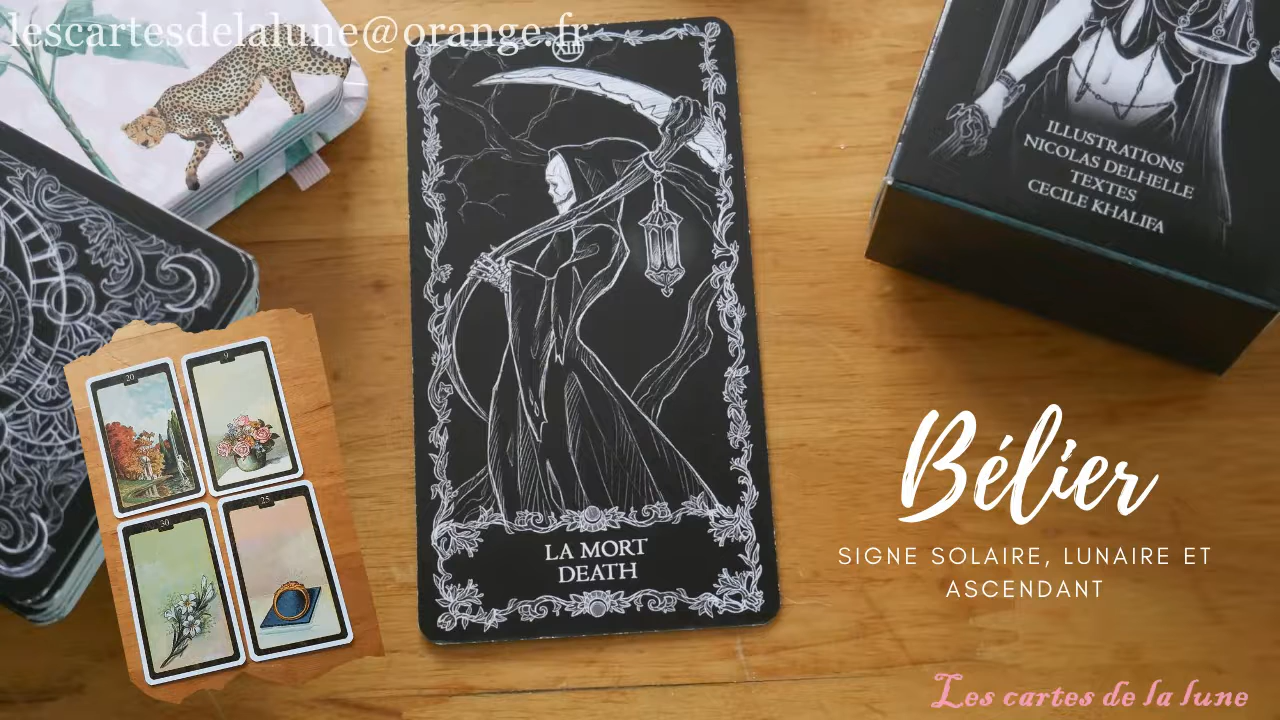 lescartesdelalune@orange.fr
XIII
LA MORT
DEATH
ILLUSTRATIONS
NICOLAS DELHELLE
TEXTES
CECILE KHALIFA
20
9
30
25
Bélier
SIGNE SOLAIRE, LUNAIRE ET
ASCENDANT
Les cartes de la lune